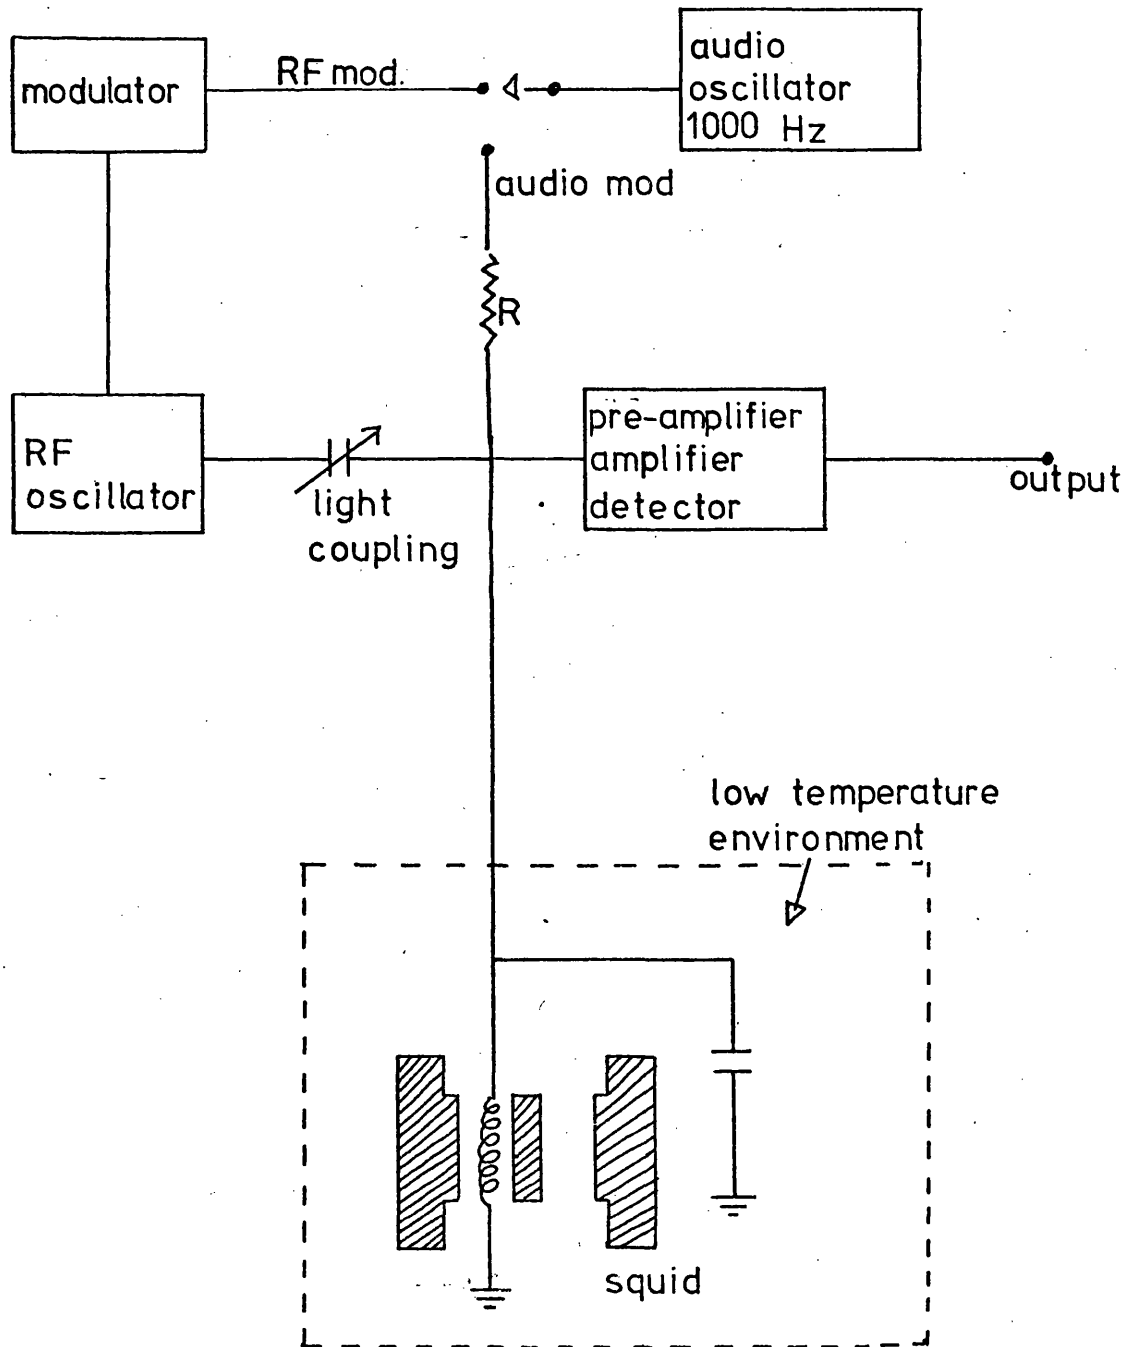 modulator
RF mod.
audio
oscillator
1000 Hz
audio mod
R
RF
oscillator
light
coupling
pre-amplifier
amplifier
detector
output
low temperature
environment
squid